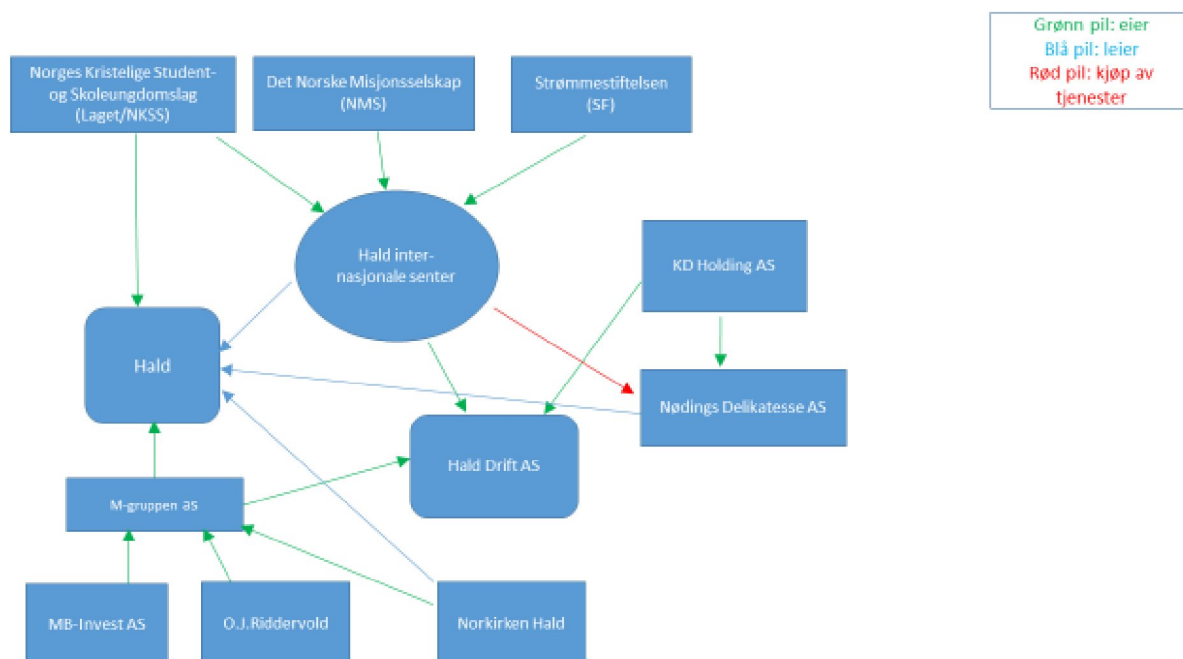 Grønn pil: eier
Blå pil: leier
Rød pil: kjøp av
tjenester
Norges Kristelige Student-
og Skoleungdomslag
(Laget/NKSS)
Det Norske Misjonsselskap
(NMS)
Strømmestiftelsen
(SF)
Hald inter-
nasjonale senter
KD Holding AS
Hald
Nødings Delikatesse AS
Hald Drift AS
M-gruppen as
MB-Invest AS
O.J.Riddervold
Norkirken Hald